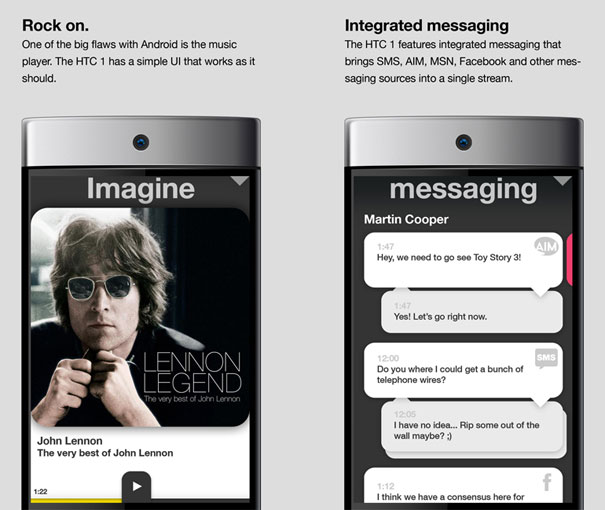 Rock on.
One of the big flaws with Android is the music
player. The HTC 1 has a simple UI that works as it
should.
Imagine
LENNON
LEGEND
The very best of John Lennon
John Lennon
The very best of John Lennon
1:22
Integrated messaging
The HTC 1 features integrated messaging that
brings SMS, AIM, MSN, Facebook and other mes-
saging sources into a single stream.
messaging
Martin Cooper
1:47
AIM
Hey, we need to go see Toy Story 3!
1:47
Yes! Let's go right now.
12:00
SMS
Do you where I could get a bunch of
telephone wires?
12:05
I have no idea... Rip some out of the
wall maybe? ;)
1:12
f
I think we have a consensus here for